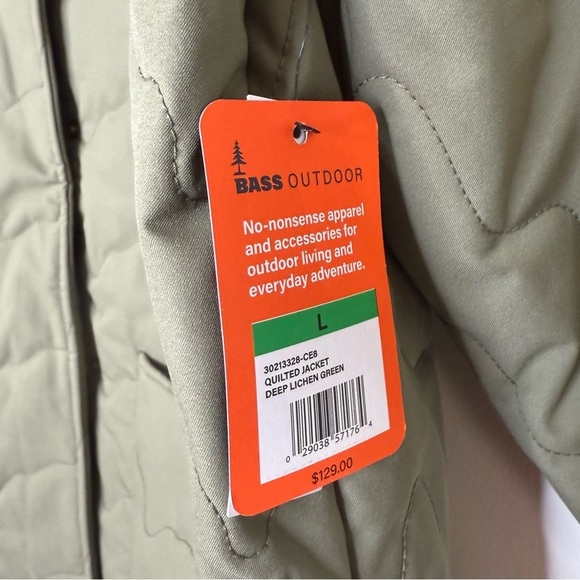 BASS OUTDOOR
No-nonsense apparel
and accessories for
outdoor living and
everyday adventure.
L
30213328-CE8
QUILTED JACKET
DEEP LICHEN GREEN
0 29038 57176 4
$129.00